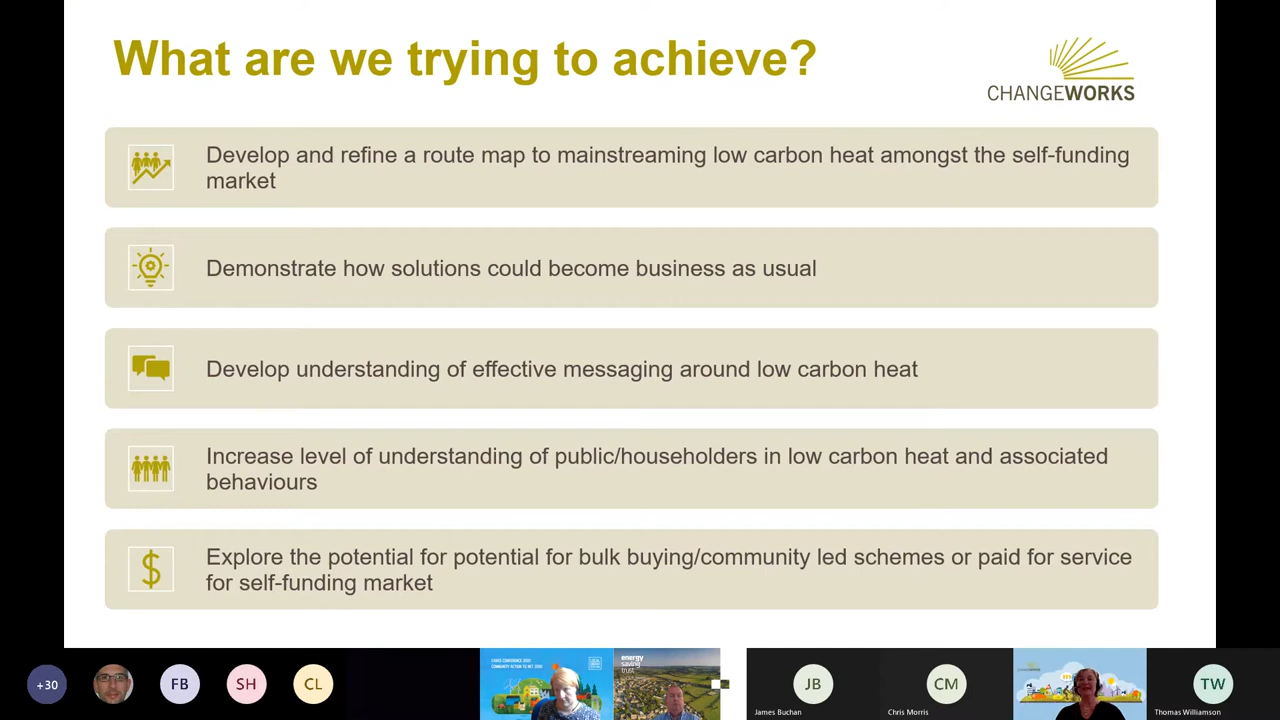 What are we trying to achieve?
CHANGEWORKS
Develop and refine a route map to mainstreaming low carbon heat amongst the self-funding
market
Demonstrate how solutions could become business as usual
Develop understanding of effective messaging around low carbon heat
Increase level of understanding of public/householders in low carbon heat and associated
behaviours
Explore the potential for potential for bulk buying/community led schemes or paid for service
for self-funding market
+30
FB
SH
CL
energy
saving
trust
JB
James Buchan
CM
Chris Morris
TW
Thomas Williamson